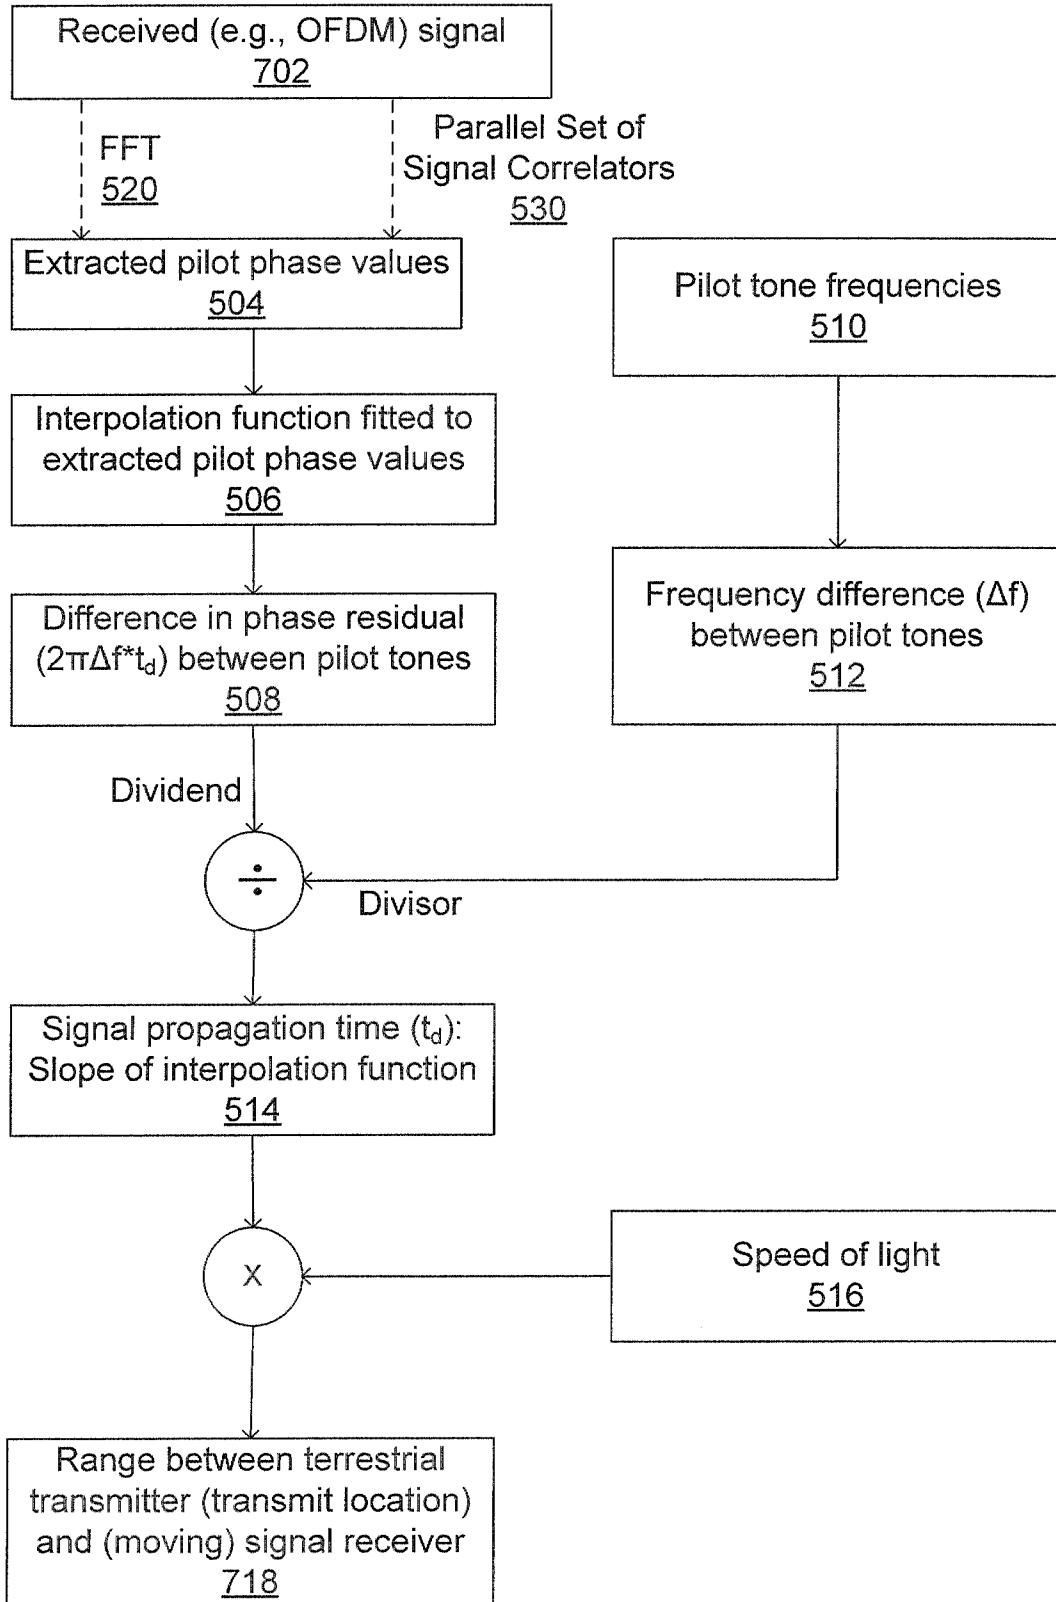 Received (e.g., OFDM) signal
702
FFT
520
Parallel Set of
Signal Correlators
530
Extracted pilot phase values
504
Pilot tone frequencies
510
Interpolation function fitted to
extracted pilot phase values
506
Difference in phase residual
(2πΔf*t_d) between pilot tones
508
Frequency difference (Δf)
between pilot tones
512
Dividend
÷
Divisor
Signal propagation time (t_d):
Slope of interpolation function
514
X
Speed of light
516
Range between terrestrial
transmitter (transmit location)
and (moving) signal receiver
718